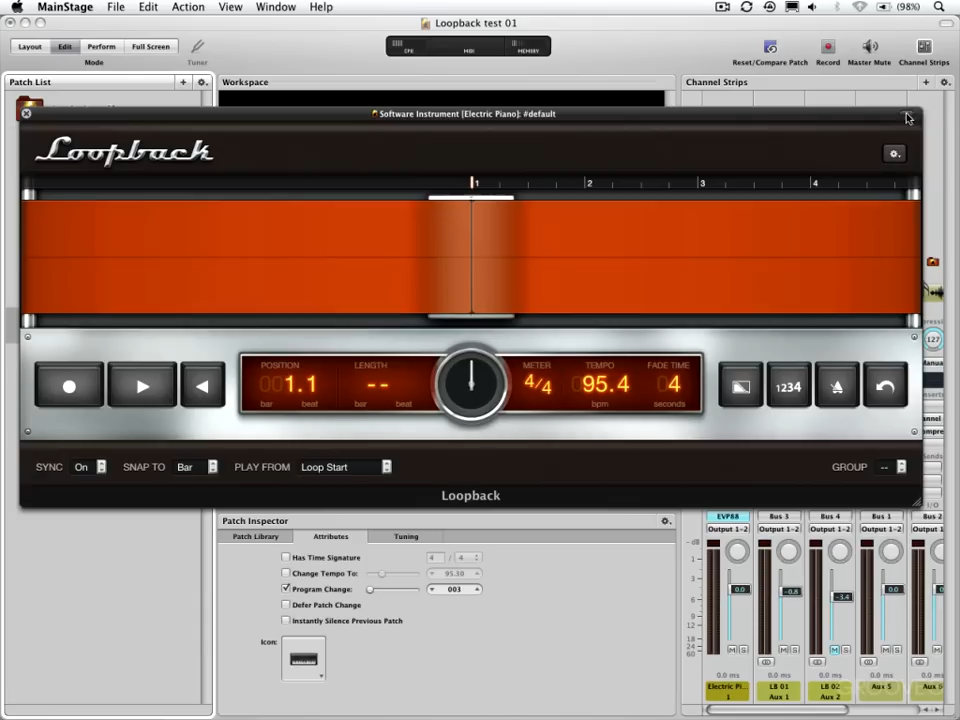 MainStage File Edit Action View Window Help (98%)
Loopback test 01
Layout Edit Perform Full Screen
Mode Tuner
CPU MIDI MEMORY
Reset/Compare Patch Record Master Mute Channel Strips
Patch List + Workspace Channel Strips +
Software Instrument [Electric Piano]: #default
Loopback
1 2 3 4
POSITION LENGTH METER TEMPO FADE TIME
1.1 -- 4/4 95.4 4 1234
bar beat bar beat bpm seconds
127
SYNC On SNAP TO Bar PLAY FROM Loop Start GROUP --
Loopback
Patch Inspector
Patch Library Attributes Tuning
Has Time Signature 4 / 4
Change Tempo To: 95.10
Program Change: 003
Defer Patch Change
Instantly Silence Previous Patch
Icon:
EVP88 Bus 3 Bus 4 Bus 1 Bus 2
Output 1-2 Output 1-2 Output 1-2 Output 1-2 Output
0.0 -0.8 -3.4 0.0
M S M S M S M S M
0.0 ms 0.0 ms 0.0 ms 0.0 ms 0.0
Electric Pi... LB 01 LB 02 Aux 5
1 Aux 1 Aux 2